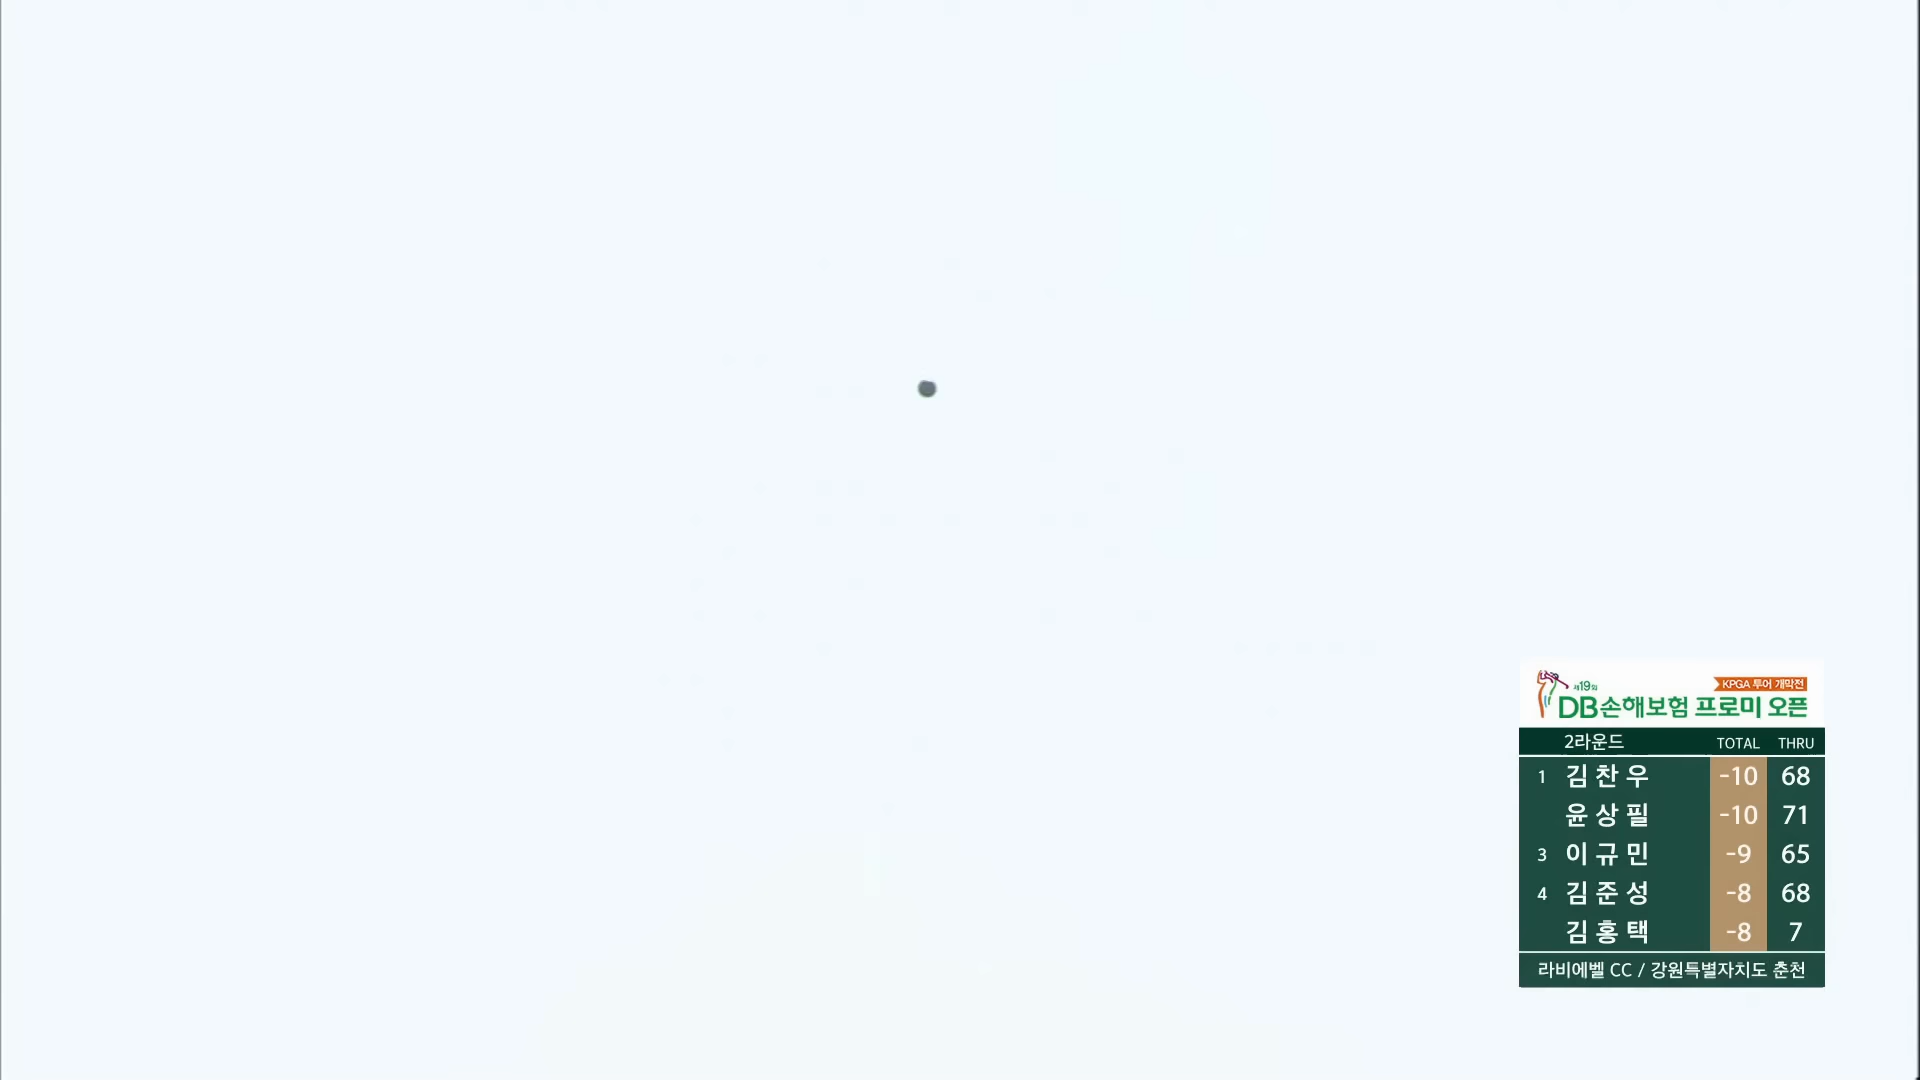 제19회
KPGA 투어 개막전
DB손해보험 프로미 오픈
2라운드 TOTAL THRU
1 김찬우 -10 68
윤상필 -10 71
3 이규민 -9 65
4 김준성 -8 68
김홍택 -8 7
라비에벨 CC / 강원특별자치도 춘천